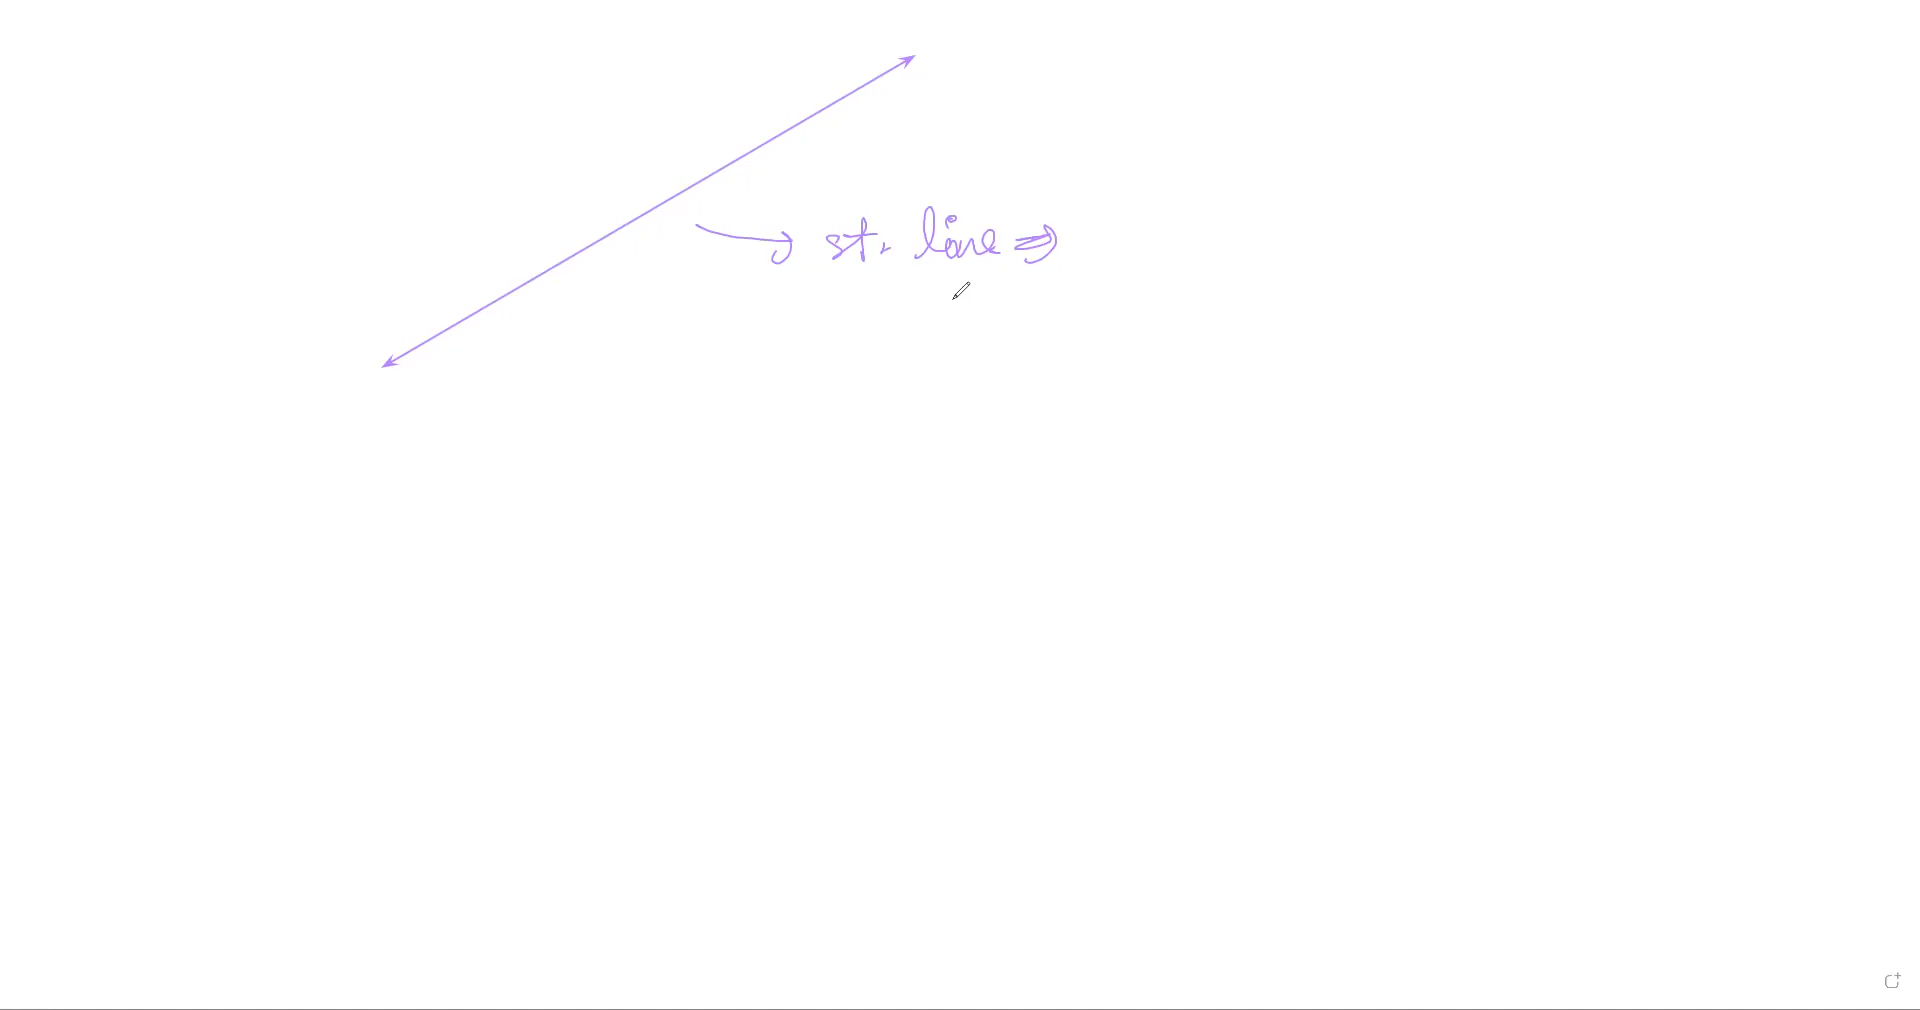 → st. line ⇒